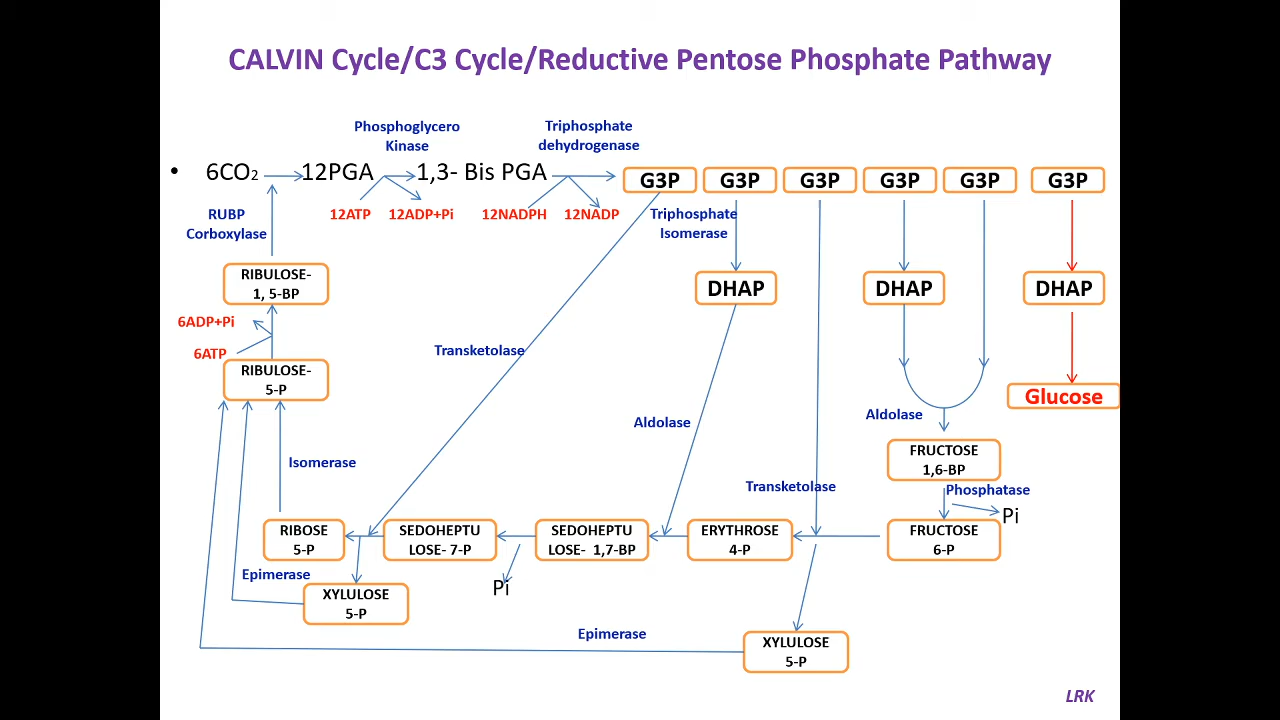 CALVIN Cycle/C3 Cycle/Reductive Pentose Phosphate Pathway
Phosphoglycero
Kinase
Triphosphate
dehydrogenase
• 6CO₂ 12PGA 1,3- Bis PGA
G3P G3P G3P G3P G3P G3P
RUBP
Corboxylase
12ATP 12ADP+Pi 12NADPH 12NADP
Triphosphate
Isomerase
RIBULOSE-
1, 5-BP
DHAP DHAP DHAP
6ADP+Pi
6ATP
RIBULOSE-
5-P
Transketolase
Glucose
Aldolase
Aldolase
FRUCTOSE
1,6-BP
Isomerase
Transketolase
Phosphatase
Pi
RIBOSE
5-P
SEDOHEPTU
LOSE- 7-P
SEDOHEPTU
LOSE- 1,7-BP
ERYTHROSE
4-P
FRUCTOSE
6-P
Epimerase
Pi
XYLULOSE
5-P
Epimerase
XYLULOSE
5-P
LRK